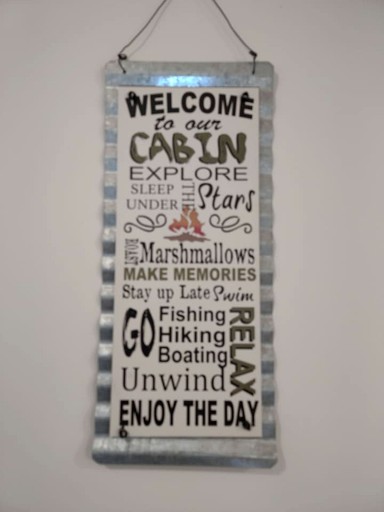 WELCOME
to our
CABIN
EXPLORE
SLEEP
UNDER THE Stars
ROAST Marshmallows
MAKE MEMORIES
Stay up Late Swim
GO Fishing
Hiking
Boating
RELAX
Unwind
ENJOY THE DAY